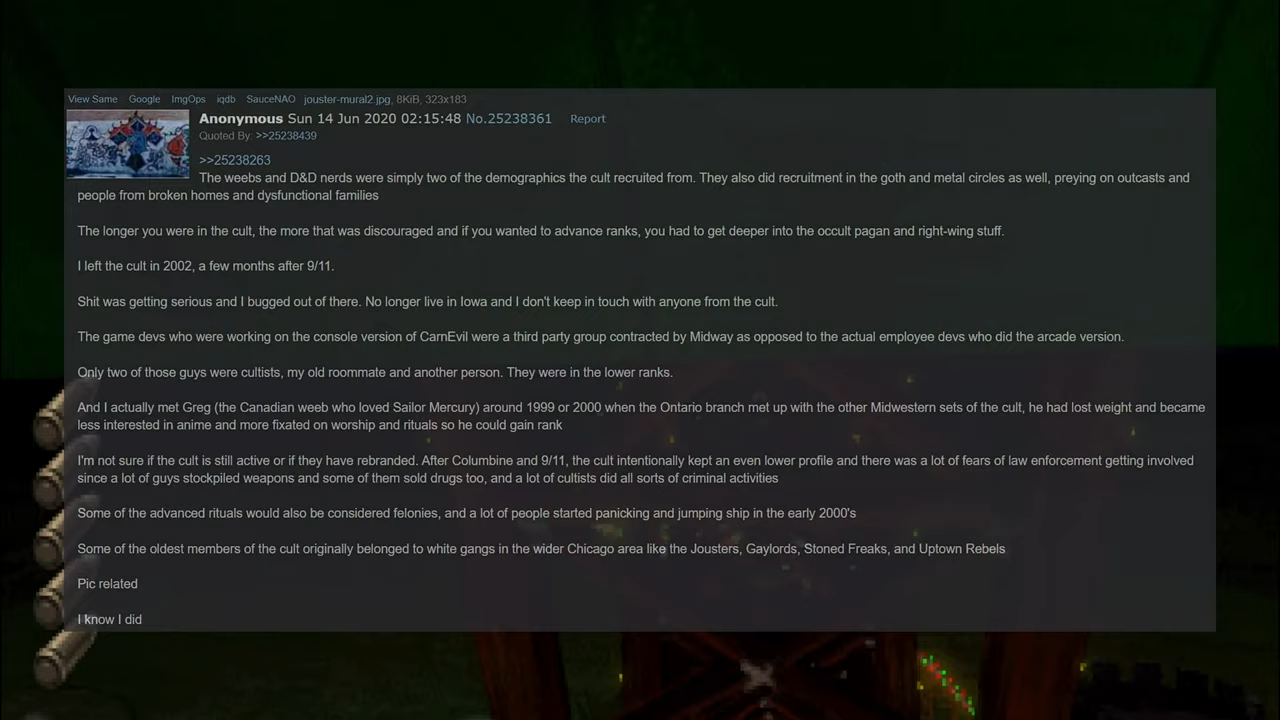 View Same Google ImgOps iqdb SauceNAO jouster-mural2.jpg, 8KiB, 323x183
Anonymous Sun 14 Jun 2020 02:15:48 No.25238361 Report
Quoted By: >>25238439
>>25238263
The weebs and D&D nerds were simply two of the demographics the cult recruited from. They also did recruitment in the goth and metal circles as well, preying on outcasts and
people from broken homes and dysfunctional families
The longer you were in the cult, the more that was discouraged and if you wanted to advance ranks, you had to get deeper into the occult pagan and right-wing stuff.
I left the cult in 2002, a few months after 9/11.
Shit was getting serious and I bugged out of there. No longer live in Iowa and I don't keep in touch with anyone from the cult.
The game devs who were working on the console version of CarnEvil were a third party group contracted by Midway as opposed to the actual employee devs who did the arcade version.
Only two of those guys were cultists, my old roommate and another person. They were in the lower ranks.
And I actually met Greg (the Canadian weeb who loved Sailor Mercury) around 1999 or 2000 when the Ontario branch met up with the other Midwestern sets of the cult, he had lost weight and became
less interested in anime and more fixated on worship and rituals so he could gain rank
I'm not sure if the cult is still active or if they have rebranded. After Columbine and 9/11, the cult intentionally kept an even lower profile and there was a lot of fears of law enforcement getting involved
since a lot of guys stockpiled weapons and some of them sold drugs too, and a lot of cultists did all sorts of criminal activities
Some of the advanced rituals would also be considered felonies, and a lot of people started panicking and jumping ship in the early 2000's
Some of the oldest members of the cult originally belonged to white gangs in the wider Chicago area like the Jousters, Gaylords, Stoned Freaks, and Uptown Rebels
Pic related
I know I did